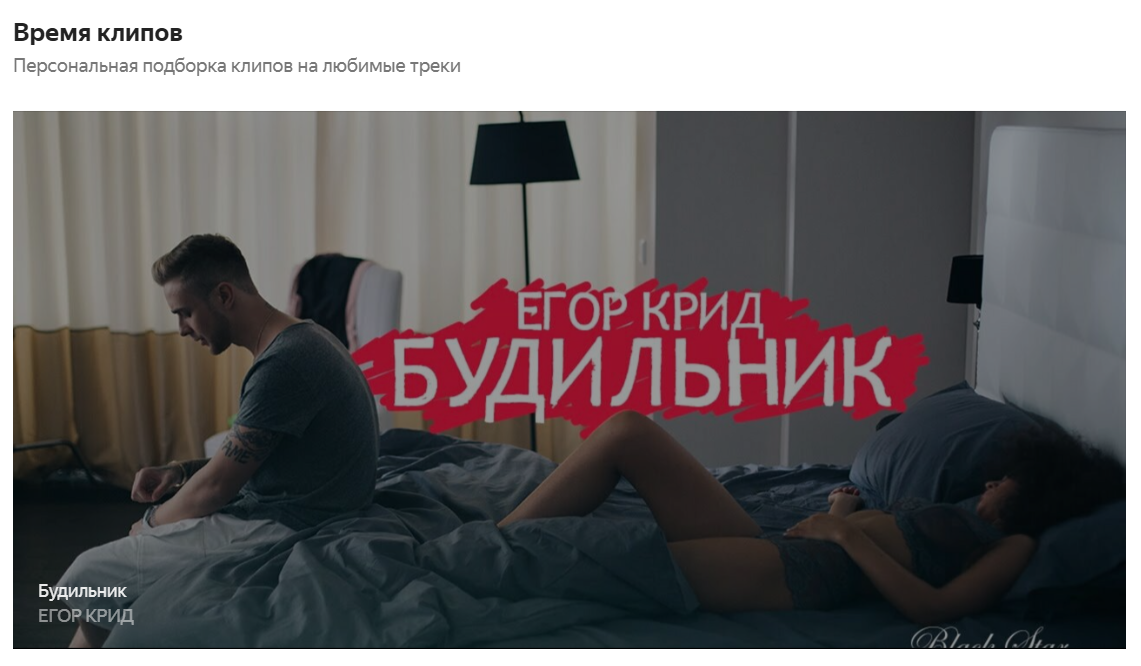 Время клипов
Персональная подборка клипов на любимые треки
ЕГОР КРИД
БУДИЛЬНИК
Будильник
ЕГОР КРИД
Black Star